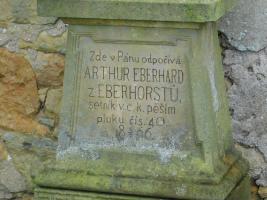 Zde v Pánu odpočívá
ARTHUR EBERHARD
z EBERHORSTŮ,
setník v c. k. pěším
pluku čís. 40